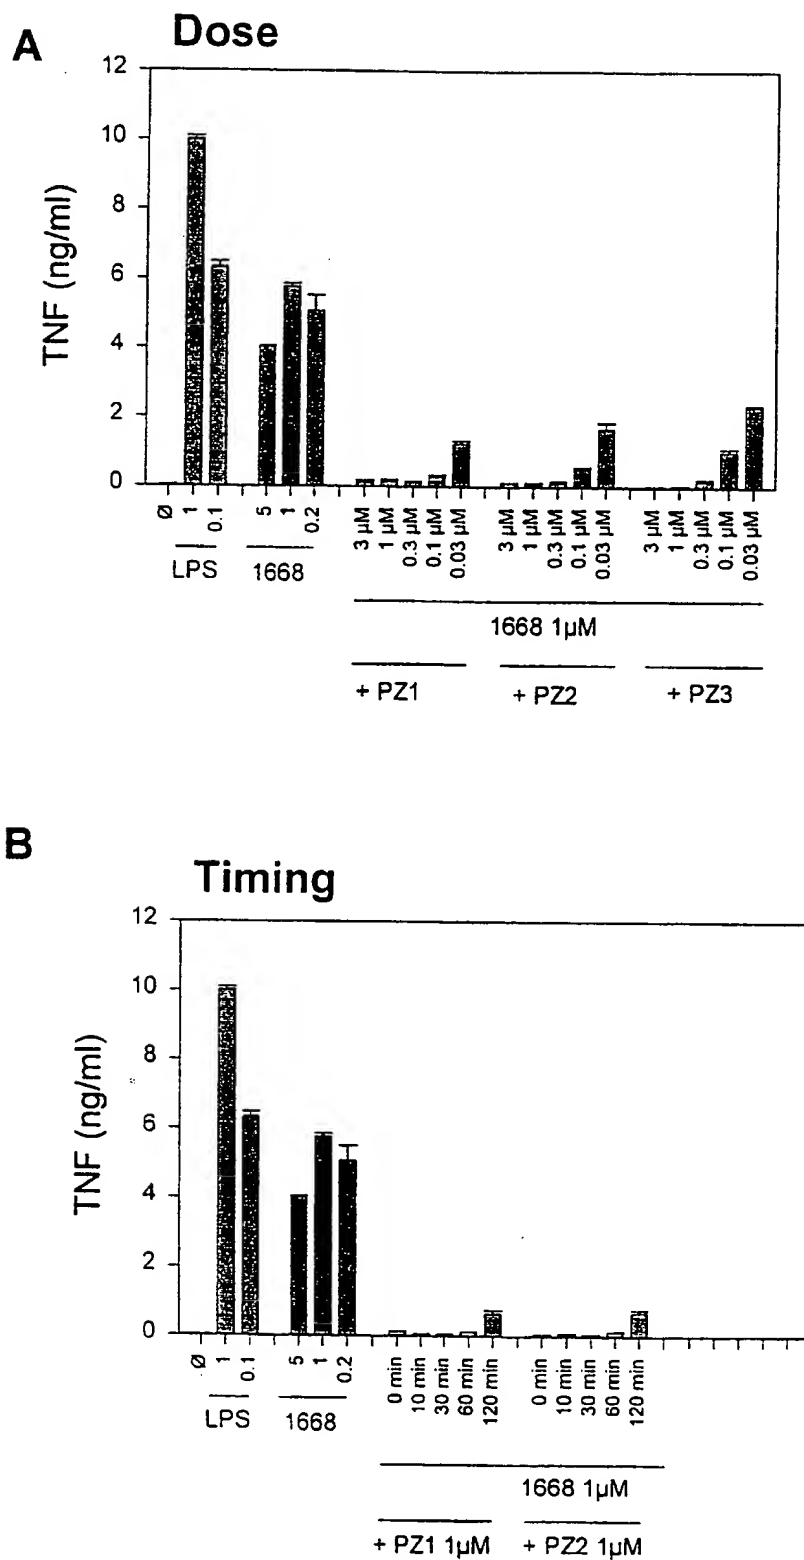 A
Dose
12
10
8
6
4
2
0
TNF (ng/ml)
Ø
1
0.1
5
1
0.2
3 µM
1 µM
0.3 µM
0.1 µM
0.03 µM
3 µM
1 µM
0.3 µM
0.1 µM
0.03 µM
3 µM
1 µM
0.3 µM
0.1 µM
0.03 µM
LPS
1668
1668 1µM
+ PZ1
+ PZ2
+ PZ3
B
Timing
12
10
8
6
4
2
0
TNF (ng/ml)
Ø
1
0.1
5
1
0.2
0 min
10 min
30 min
60 min
120 min
0 min
10 min
30 min
60 min
120 min
LPS
1668
1668 1µM
+ PZ1 1µM
+ PZ2 1µM